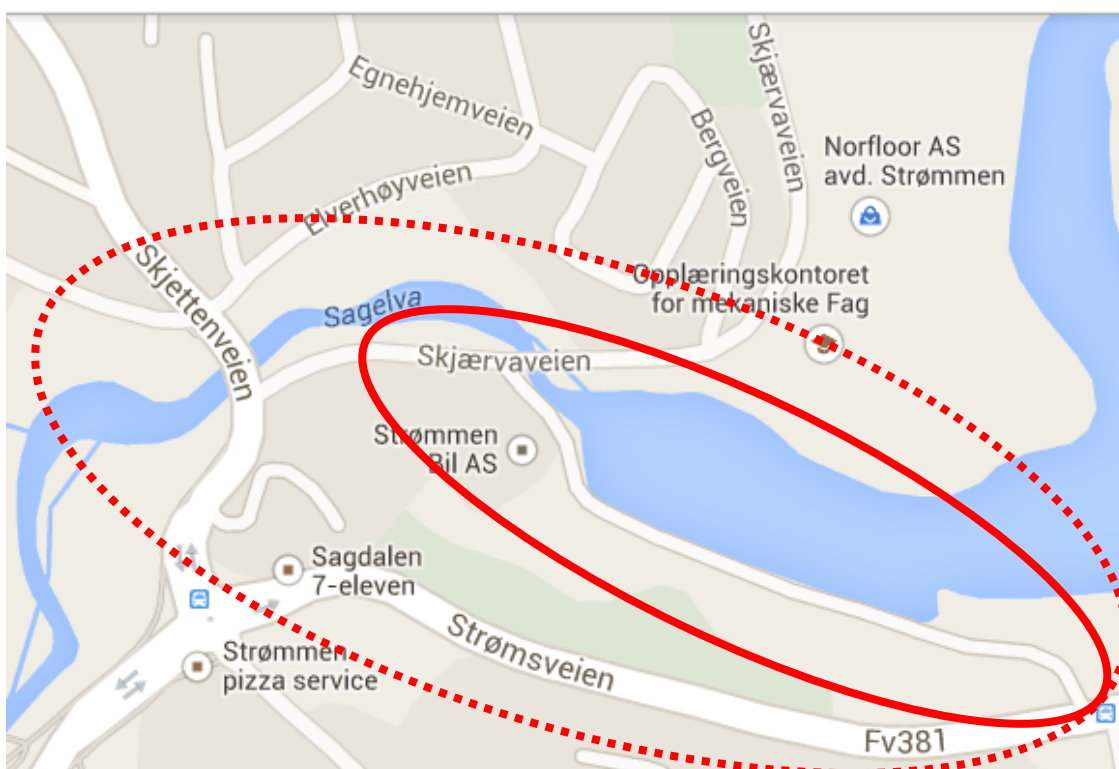 Skjærvaveien
Egnehjemveien
Bergveien
Norfloor AS
avd. Strømmen
Elverhøyveien
Skjettenveien
Opplæringskontoret
for mekaniske Fag
Sagelva
Skjærvaveien
Strømmen
Bil AS
Sagdalen
7-eleven
Strømsveien
Strømmen
pizza service
Fv381